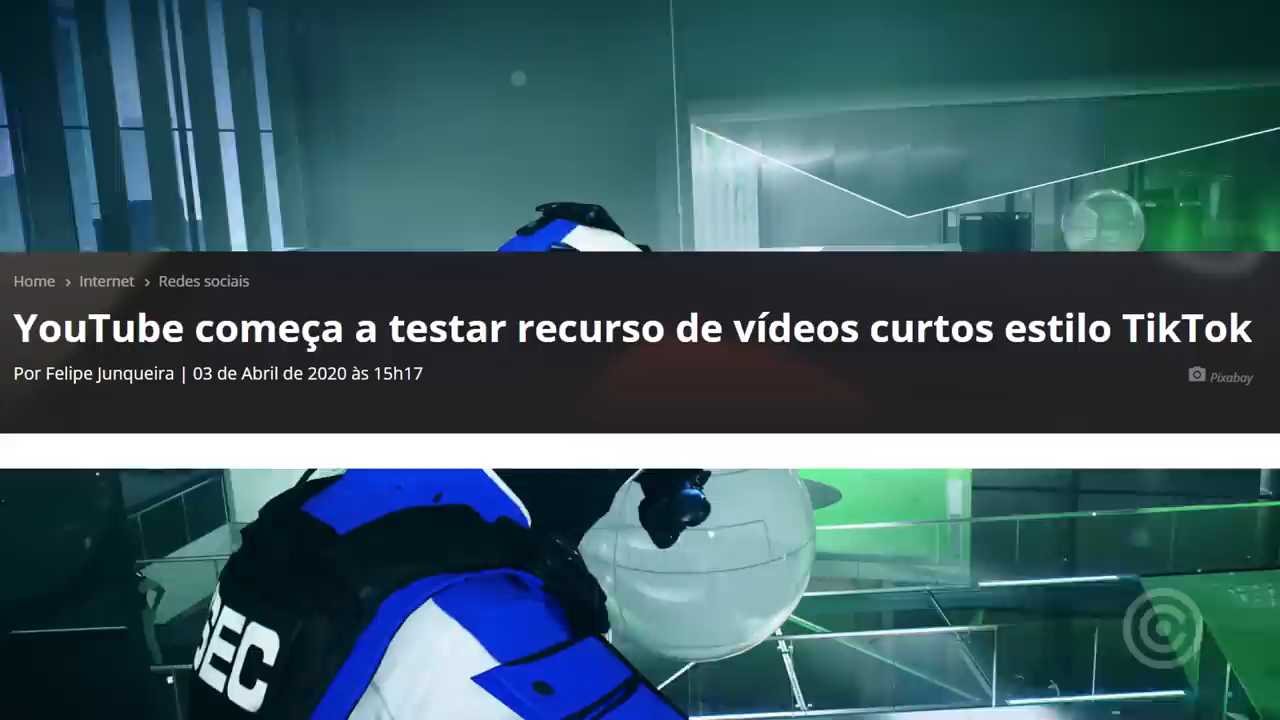 Home > Internet > Redes sociais
YouTube começa a testar recurso de vídeos curtos estilo TikTok
Por Felipe Junqueira | 03 de Abril de 2020 às 15h17
Pixabay
SEC